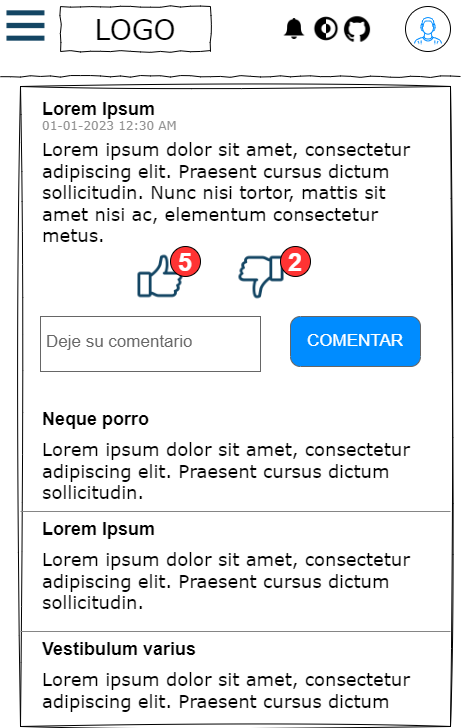 LOGO
Lorem Ipsum
01-01-2023 12:30 AM
Lorem ipsum dolor sit amet, consectetur
adipiscing elit. Praesent cursus dictum
sollicitudin. Nunc nisi tortor, mattis sit
amet nisi ac, elementum consectetur
metus.
5 2
Deje su comentario COMENTAR
Neque porro
Lorem ipsum dolor sit amet, consectetur
adipiscing elit. Praesent cursus dictum
sollicitudin.
Lorem Ipsum
Lorem ipsum dolor sit amet, consectetur
adipiscing elit. Praesent cursus dictum
sollicitudin.
Vestibulum varius
Lorem ipsum dolor sit amet, consectetur
adipiscing elit. Praesent cursus dictum